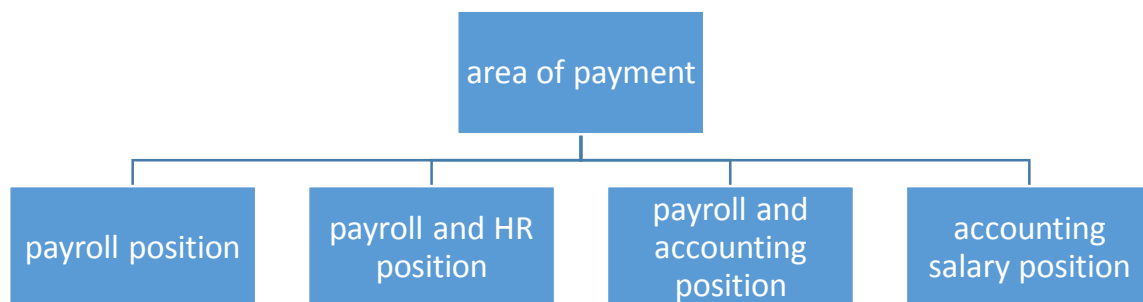 area of payment
payroll position
payroll and HR
position
payroll and
accounting
position
accounting
salary position